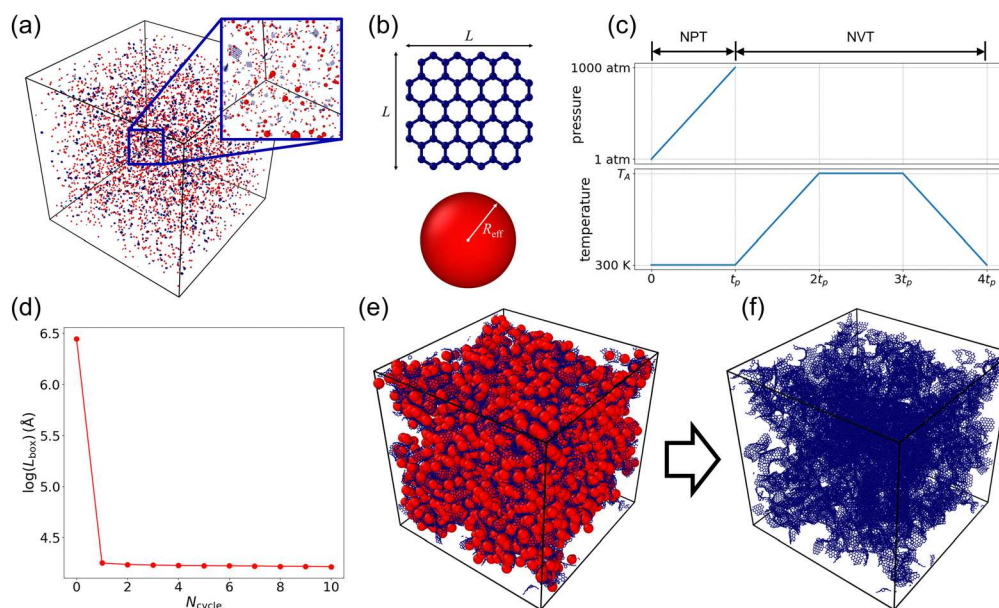 (a)
(b)
L
L
R_eff
(c)
NPT
NVT
1000 atm
pressure
1 atm
T_A
temperature
300 K
0
t_p
2t_p
3t_p
4t_p
(d)
6.5
6.0
5.5
5.0
4.5
log(L_box) (Å)
0
2
4
6
8
10
N_cycle
(e)
(f)